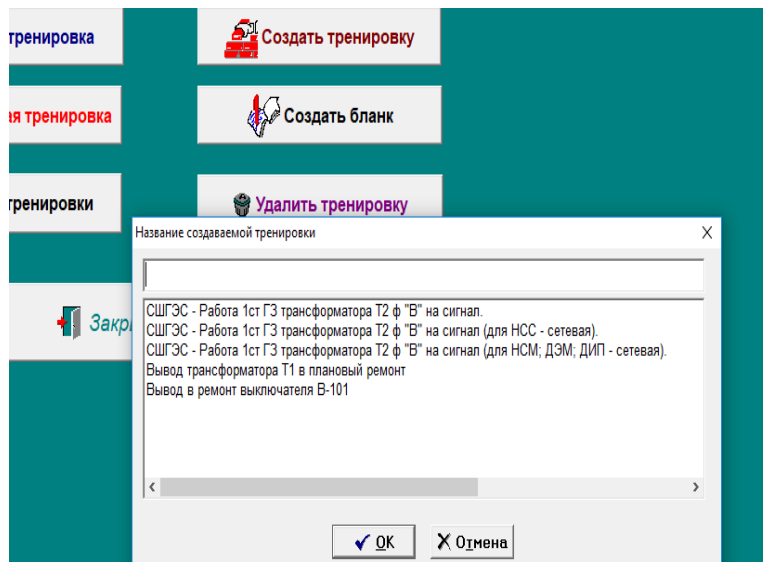 тренировка
Создать тренировку
ая тренировка
Создать бланк
тренировки
Удалить тренировку
Название создаваемой тренировки
Закр
СШГЭС - Работа 1ст ГЗ трансформатора Т2 ф "В" на сигнал.
СШГЭС - Работа 1ст ГЗ трансформатора Т2 ф "В" на сигнал (для НСС - сетевая).
СШГЭС - Работа 1ст ГЗ трансформатора Т2 ф "В" на сигнал (для НСМ; ДЭМ; ДИП - сетевая).
Вывод трансформатора Т1 в плановый ремонт
Вывод в ремонт выключателя В-101
OK
Отмена